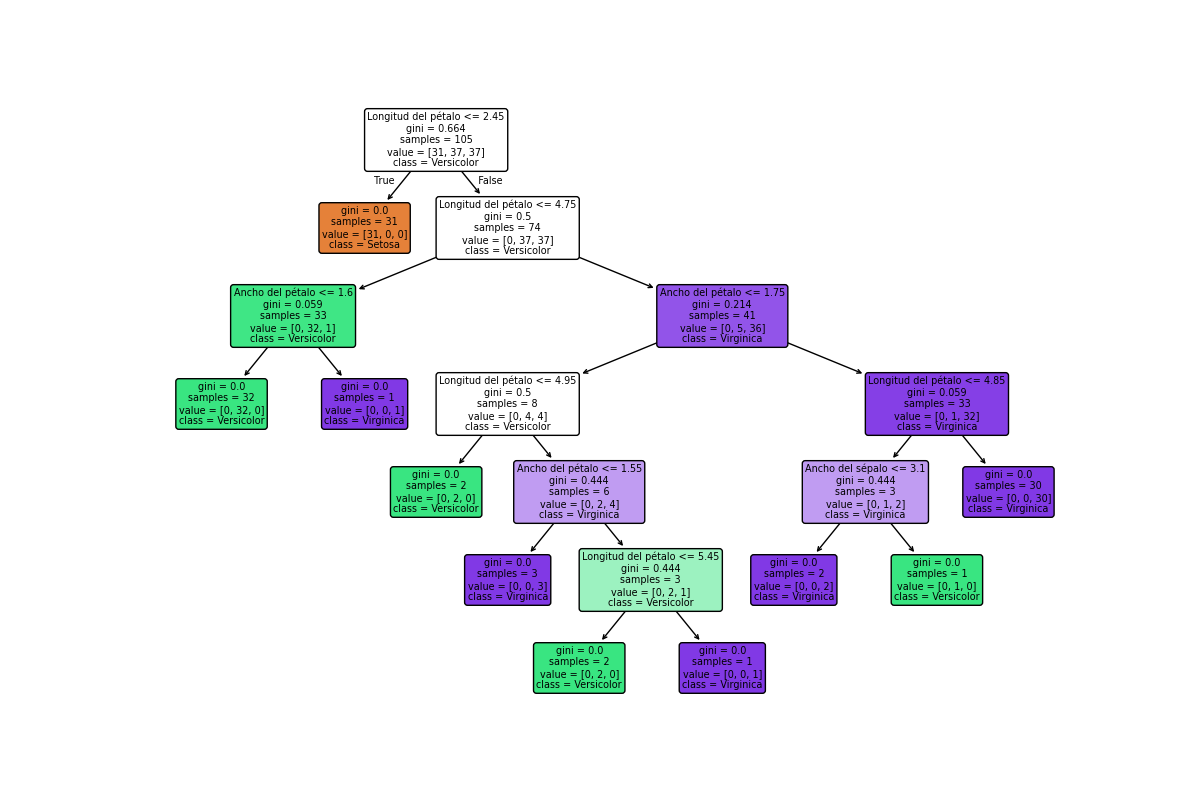 Longitud del pétalo <= 2.45
gini = 0.664
samples = 105
value = [31, 37, 37]
class = Versicolor
True
False
gini = 0.0
samples = 31
value = [31, 0, 0]
class = Setosa
Longitud del pétalo <= 4.75
gini = 0.5
samples = 74
value = [0, 37, 37]
class = Versicolor
Ancho del pétalo <= 1.6
gini = 0.059
samples = 33
value = [0, 32, 1]
class = Versicolor
Ancho del pétalo <= 1.75
gini = 0.214
samples = 41
value = [0, 5, 36]
class = Virginica
gini = 0.0
samples = 32
value = [0, 32, 0]
class = Versicolor
gini = 0.0
samples = 1
value = [0, 0, 1]
class = Virginica
Longitud del pétalo <= 4.95
gini = 0.5
samples = 8
value = [0, 4, 4]
class = Versicolor
Longitud del pétalo <= 4.85
gini = 0.059
samples = 33
value = [0, 1, 32]
class = Virginica
gini = 0.0
samples = 2
value = [0, 2, 0]
class = Versicolor
Ancho del pétalo <= 1.55
gini = 0.444
samples = 6
value = [0, 2, 4]
class = Virginica
Ancho del sépalo <= 3.1
gini = 0.444
samples = 3
value = [0, 1, 2]
class = Virginica
gini = 0.0
samples = 30
value = [0, 0, 30]
class = Virginica
gini = 0.0
samples = 3
value = [0, 0, 3]
class = Virginica
Longitud del pétalo <= 5.45
gini = 0.444
samples = 3
value = [0, 2, 1]
class = Versicolor
gini = 0.0
samples = 2
value = [0, 0, 2]
class = Virginica
gini = 0.0
samples = 1
value = [0, 1, 0]
class = Versicolor
gini = 0.0
samples = 2
value = [0, 2, 0]
class = Versicolor
gini = 0.0
samples = 1
value = [0, 0, 1]
class = Virginica